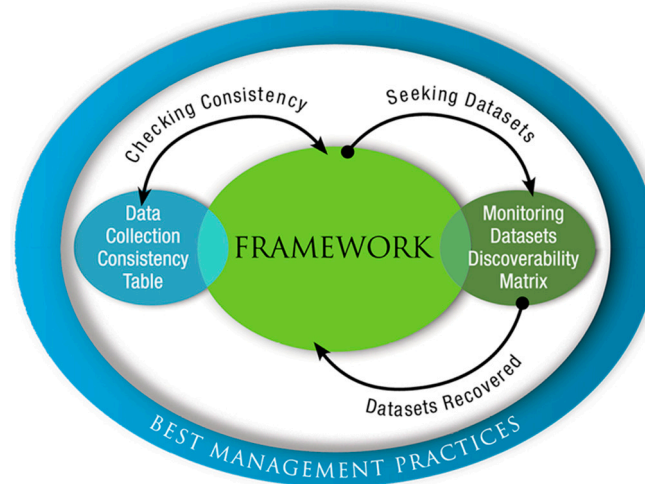 Checking Consistency
Seeking Datasets
Data
Collection
Consistency
Table
FRAMEWORK
Monitoring
Datasets
Discoverability
Matrix
Datasets Recovered
BEST MANAGEMENT PRACTICES